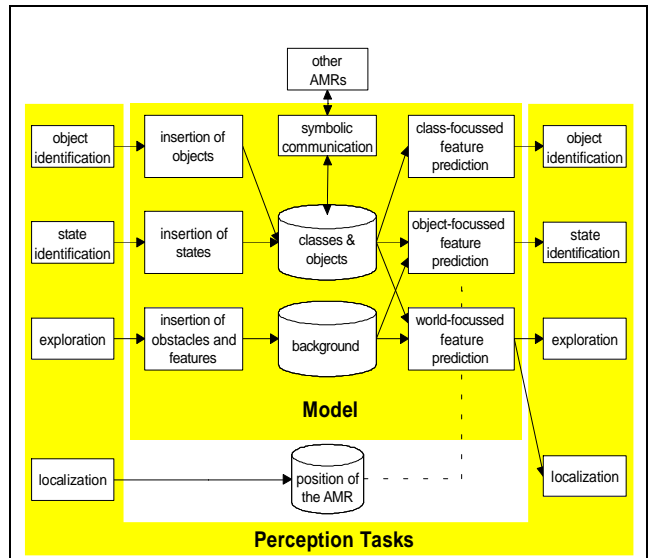 other
AMRs
object
identification
insertion of
objects
symbolic
communication
class-focussed
feature
prediction
object
identification
state
identification
insertion of
states
classes &
objects
object-focussed
feature
prediction
state
identification
exploration
insertion of
obstacles and
features
background
world-focussed
feature
prediction
exploration
Model
localization
position of
the AMR
localization
Perception Tasks